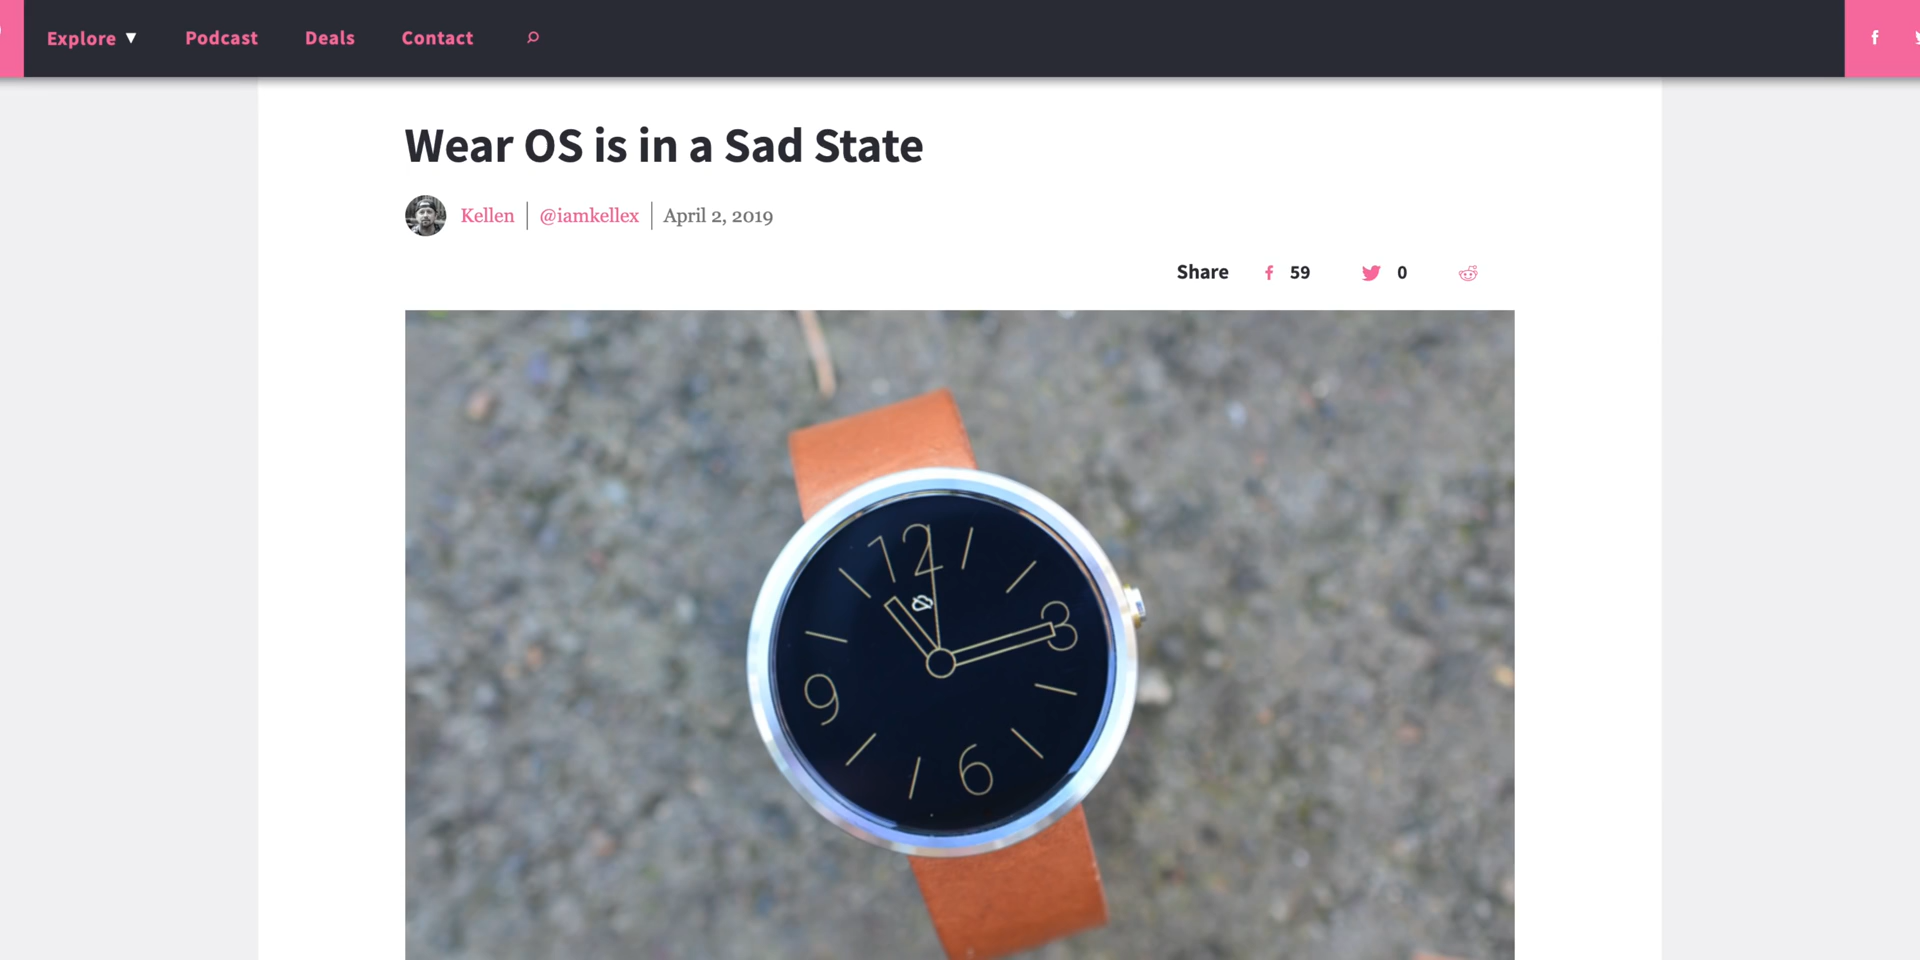 Explore ▼ Podcast Deals Contact
Wear OS is in a Sad State
Kellen | @iamkellex | April 2, 2019
Share 59 0
12
3
9
6